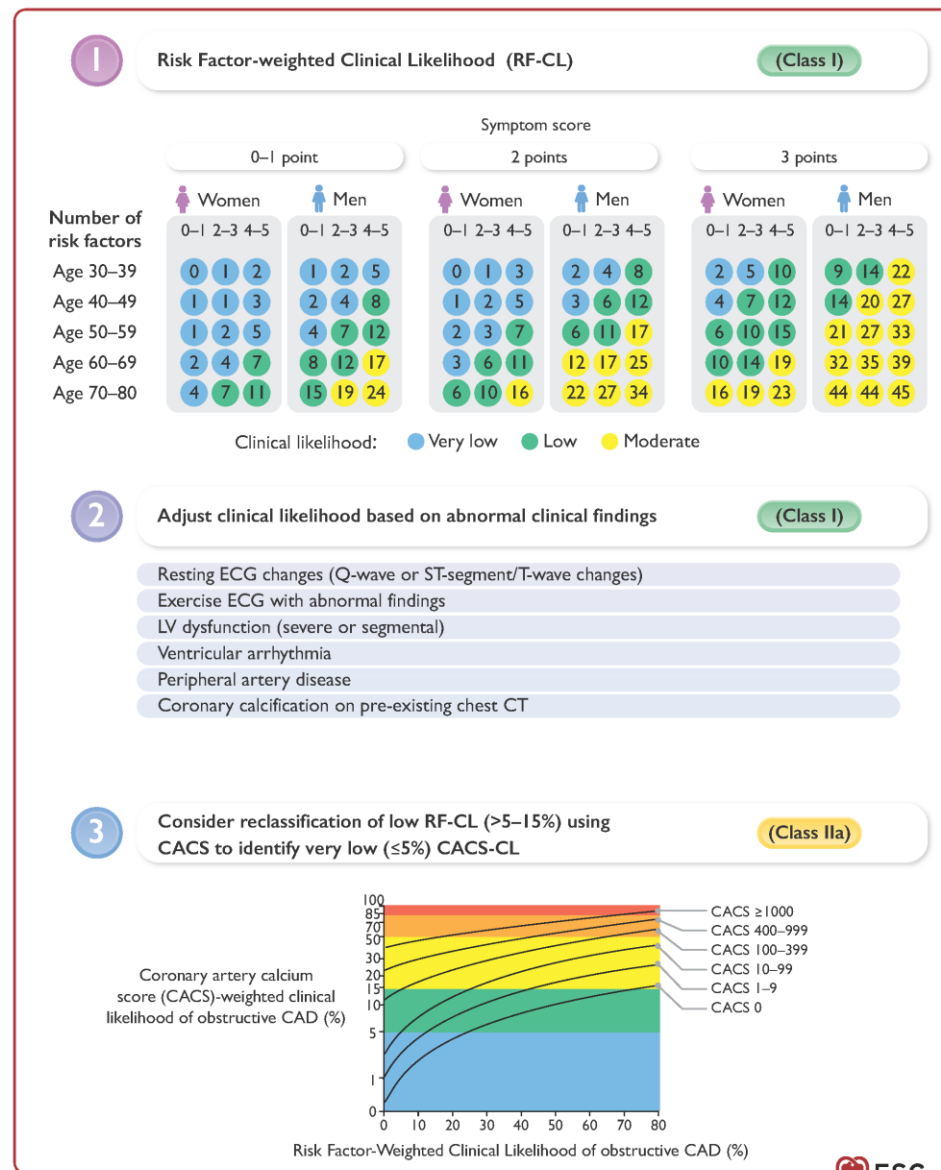 1
Risk Factor-weighted Clinical Likelihood (RF-CL)
(Class I)
Symptom score
0–1 point
2 points
3 points
Women Men Women Men Women Men
Number of
risk factors
0–1 2–3 4–5 0–1 2–3 4–5 0–1 2–3 4–5 0–1 2–3 4–5 0–1 2–3 4–5 0–1 2–3 4–5
Age 30–39 0 1 2 1 2 5 0 1 3 2 4 8 2 5 10 9 14 22
Age 40–49 1 1 3 2 4 8 1 2 5 3 6 12 4 7 12 14 20 27
Age 50–59 1 2 5 4 7 12 2 3 7 6 11 17 6 10 15 21 27 33
Age 60–69 2 4 7 8 12 17 3 6 11 12 17 25 10 14 19 32 35 39
Age 70–80 4 7 11 15 19 24 6 10 16 22 27 34 16 19 23 44 44 45
Clinical likelihood: Very low Low Moderate
2
Adjust clinical likelihood based on abnormal clinical findings
(Class I)
Resting ECG changes (Q-wave or ST-segment/T-wave changes)
Exercise ECG with abnormal findings
LV dysfunction (severe or segmental)
Ventricular arrhythmia
Peripheral artery disease
Coronary calcification on pre-existing chest CT
3
Consider reclassification of low RF-CL (>5–15%) using
CACS to identify very low (≤5%) CACS-CL
(Class IIa)
Coronary artery calcium
score (CACS)-weighted clinical
likelihood of obstructive CAD (%)
100
85
70
50
30
20
15
10
5
1
0
CACS ≥1000
CACS 400–999
CACS 100–399
CACS 10–99
CACS 1–9
CACS 0
0 10 20 30 40 50 60 70 80
Risk Factor-Weighted Clinical Likelihood of obstructive CAD (%)
ESC